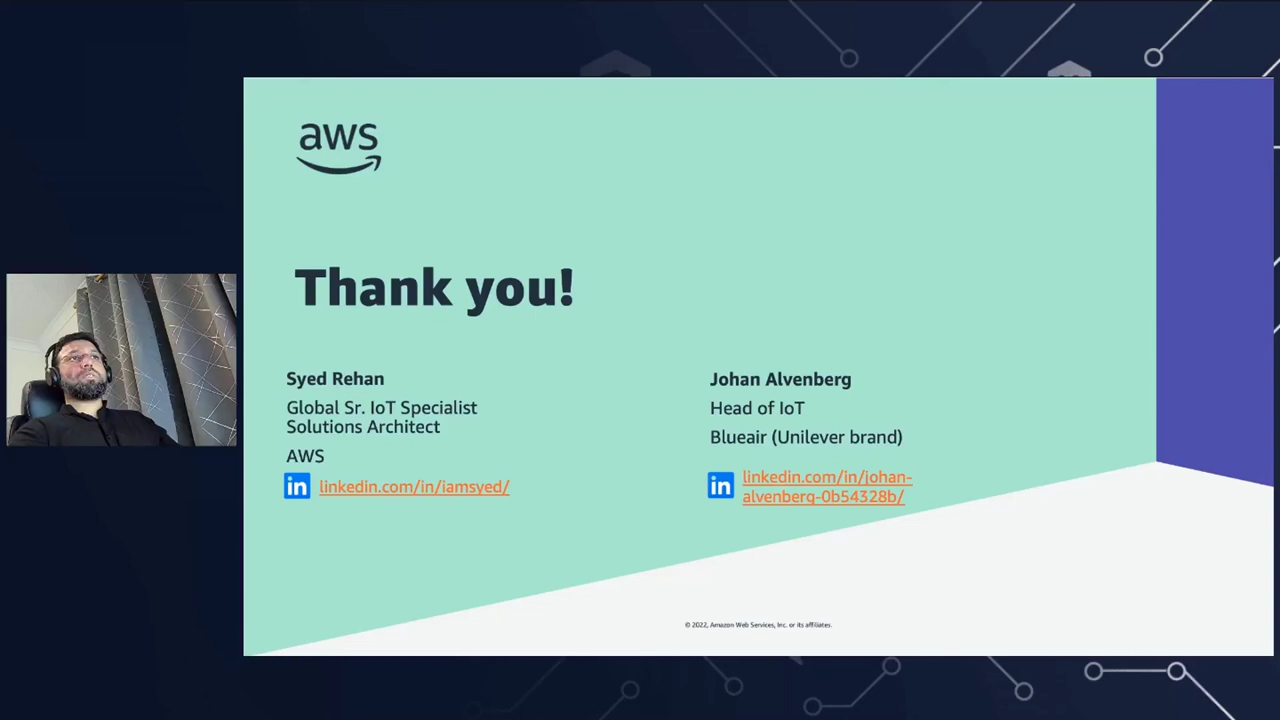 aws
Thank you!
Syed Rehan
Global Sr. IoT Specialist
Solutions Architect
AWS
in linkedin.com/in/iamsyed/
Johan Alvenberg
Head of IoT
Blueair (Unilever brand)
in linkedin.com/in/johan-
alvenberg-0b54328b/
© 2022, Amazon Web Services, Inc. or its affiliates.